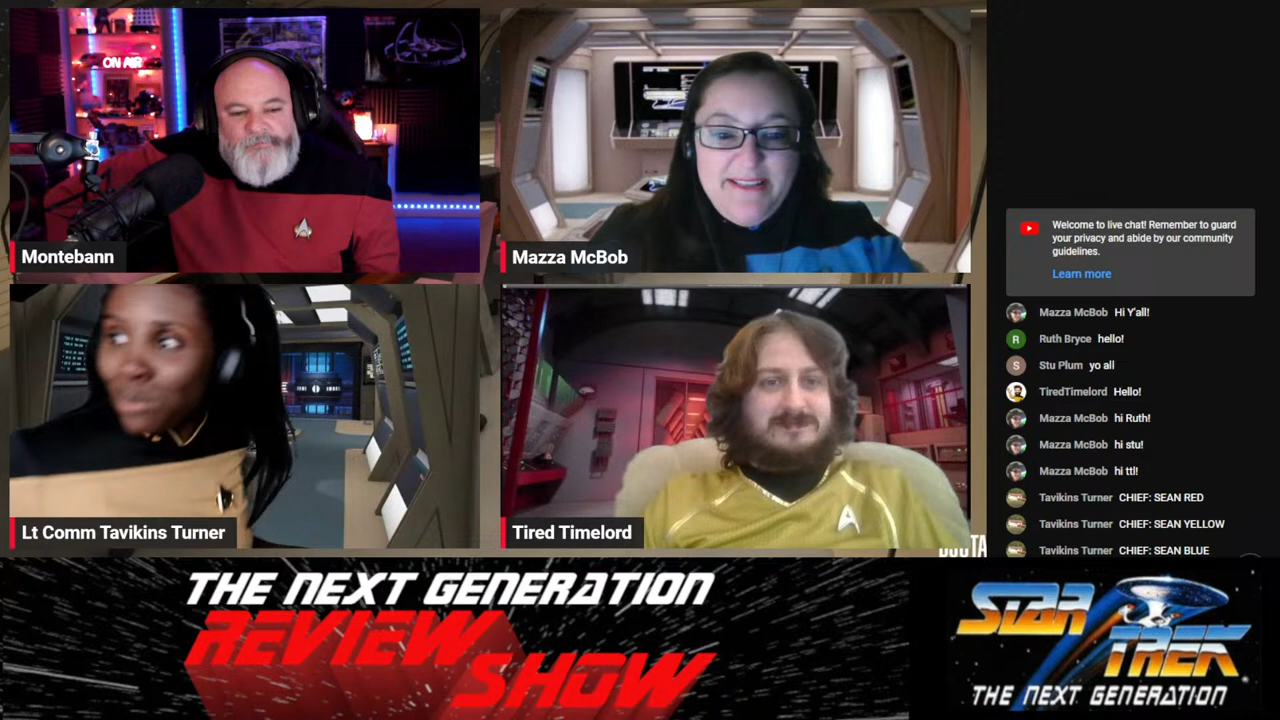 ON AIR
Montebann
Mazza McBob
Lt Comm Tavikins Turner
Tired Timelord
Welcome to live chat! Remember to guard
your privacy and abide by our community
guidelines.
Learn more
Mazza McBob Hi Y'all!
R Ruth Bryce hello!
S Stu Plum yo all
TiredTimelord Hello!
Mazza McBob hi Ruth!
Mazza McBob hi stu!
Mazza McBob hi ttl!
Tavikins Turner CHIEF: SEAN RED
Tavikins Turner CHIEF: SEAN YELLOW
Tavikins Turner CHIEF: SEAN BLUE
THE NEXT GENERATION
REVIEW
SHOW
STAR
TREK
THE NEXT GENERATION